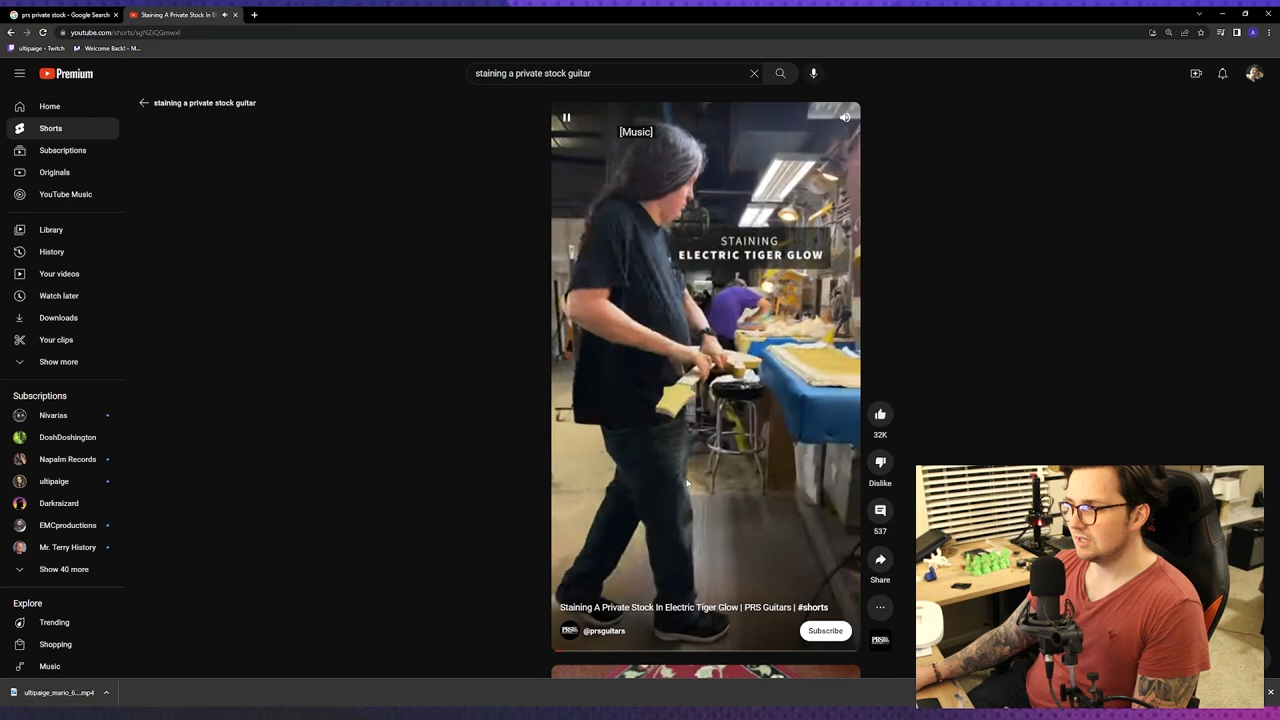 prs private stock - Google Search
Staining A Private Stock In E
youtube.com/shorts/sgNZiQGmwxI
ultipaige - Twitch
Welcome Back! - M...
Premium
staining a private stock guitar
Home
Shorts
Subscriptions
Originals
YouTube Music
Library
History
Your videos
Watch later
Downloads
Your clips
Show more
Subscriptions
Nivarias
DoshDoshington
Napalm Records
ultipaige
Darkraizard
EMCproductions
Mr. Terry History
Show 40 more
Explore
Trending
Shopping
Music
staining a private stock guitar
[Music]
STAINING
ELECTRIC TIGER GLOW
32K
Dislike
537
Share
Staining A Private Stock In Electric Tiger Glow | PRS Guitars | #shorts
@prsguitars
Subscribe
ultipaige_mario_6....mp4